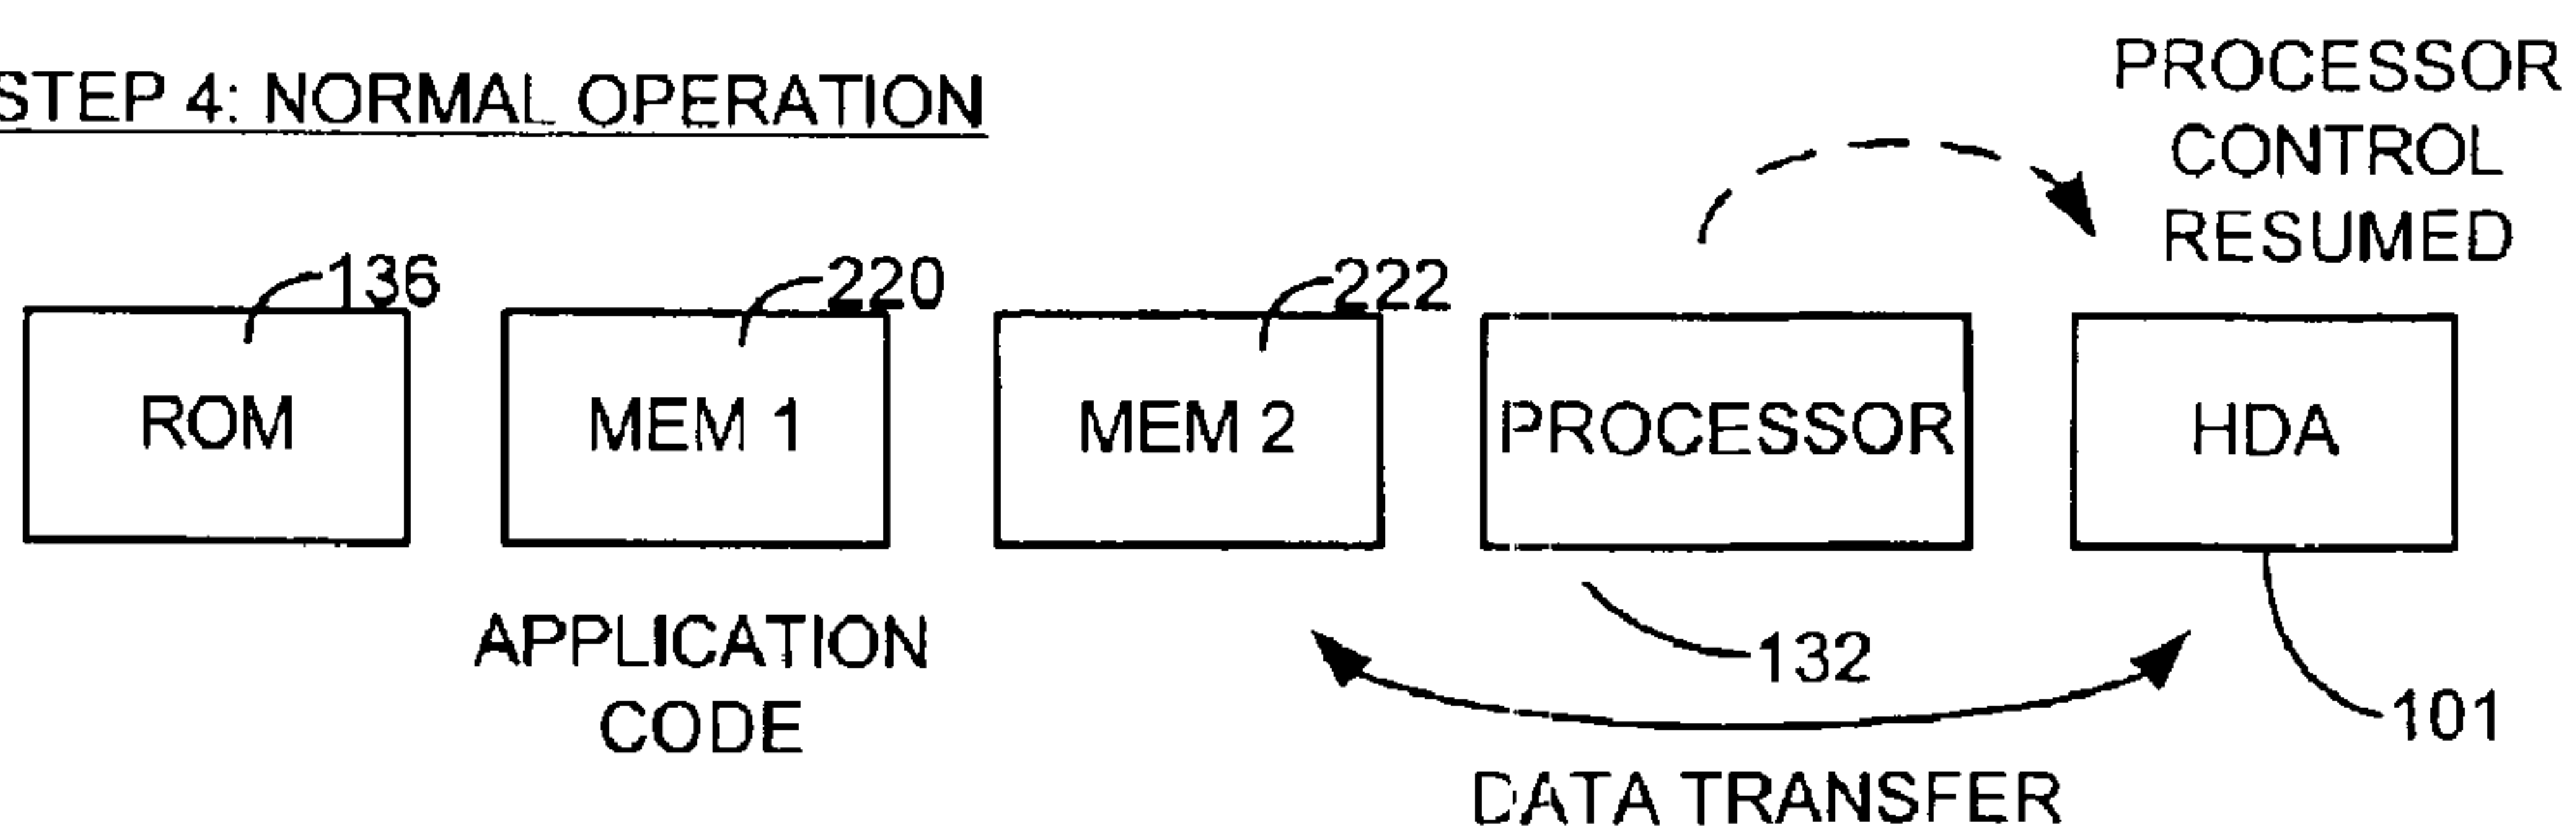 STEP 4: NORMAL OPERATION
PROCESSOR
CONTROL
RESUMED
136
220
222
ROM
MEM 1
MEM 2
PROCESSOR
HDA
APPLICATION
CODE
132
101
DATA TRANSFER